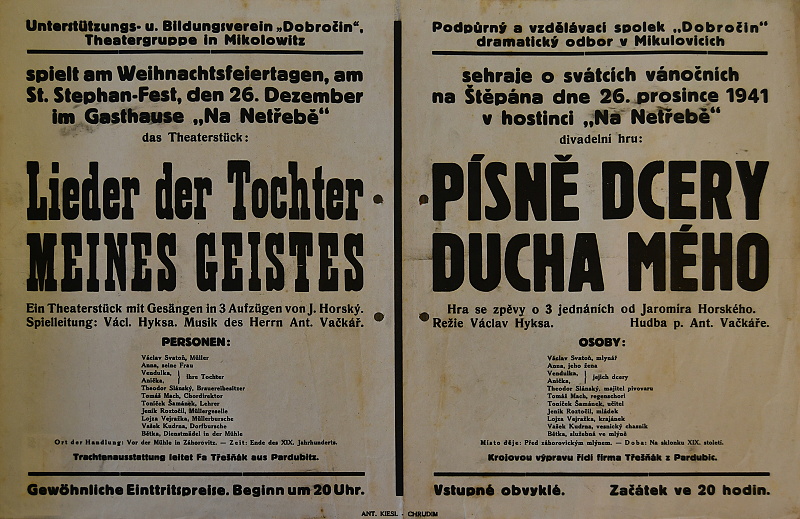 Unterstützungs- u. Bildungsverein „Dobročin“,
Theatergruppe in Mikolowitz
spielt am Weihnachtsfeiertagen, am
St. Stephan-Fest, den 26. Dezember
im Gasthause „Na Netřebě“
das Theaterstück:
Lieder der Tochter
MEINES GEISTES
Ein Theaterstück mit Gesängen in 3 Aufzügen von J. Horský.
Spielleitung: Václ. Hyksa. Musik des Herrn Ant. Vačkář.
PERSONEN:
Václav Svatoň, Müller
Anna, seine Frau
Vendulka,
Anička,
ihre Tochter
Theodor Slánský, Brauereibesitzer
Tomáš Mach, Chordirektor
Toníček Šamánek, Lehrer
Jeník Roztočil, Müllergeselle
Lojza Vejražka, Müllerbursche
Vašek Kudrna, Dorfbursche
Bětka, Dienstmädel in der Mühle
Ort der Handlung: Vor der Mühle in Záhorovitz. — Zeit: Ende des XIX. Jahrhunderts.
Trachtenausstattung leitet Fa Třešňák aus Pardubitz.
Gewöhnliche Einttritspreise. Beginn um 20 Uhr.
Podpůrný a vzdělávací spolek „Dobročin“
dramatický odbor v Mikulovicích
sehraje o svátcích vánočních
na Štěpána dne 26. prosince 1941
v hostinci „Na Netřebě“
divadelní hru:
PÍSNĚ DCERY
DUCHA MÉHO
Hra se zpěvy o 3 jednáních od Jaromíra Horského.
Režie Václav Hyksa. Hudba p. Ant. Vačkáře.
OSOBY:
Václav Svatoň, mlynář
Anna, jeho žena
Vendulka,
Anička,
jejich dcery
Theodor Slánský, majitel pivovaru
Tomáš Mach, regenschori
Toníček Šamánek, učitel
Jeník Roztočil, mládek
Lojza Vejražka, krajánek
Vašek Kudrna, vesnický chasník
Bětka, služebná ve mlýně
Místo děje: Před záhorovickým mlýnem. — Doba: Na sklonku XIX. století.
Krojovou výpravu řídí firma Třešňák z Pardubic.
Vstupné obvyklé. Začátek ve 20 hodin.
ANT. KIESL - CHRUDIM